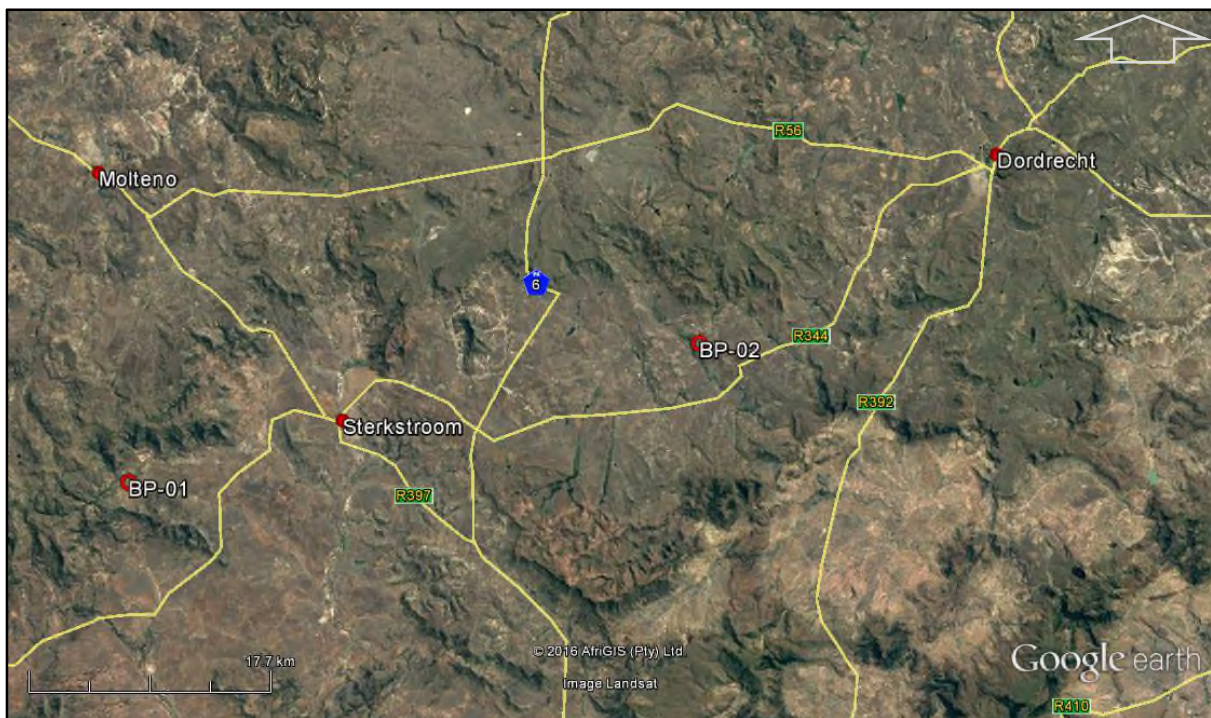 R56
Dordrecht
Molteno
N
6
BP-02
R344
R392
Sterkstroom
BP-01
R397
17.7 km
© 2016 AfriGIS (Pty) Ltd.
Image Landsat
Google earth
R410